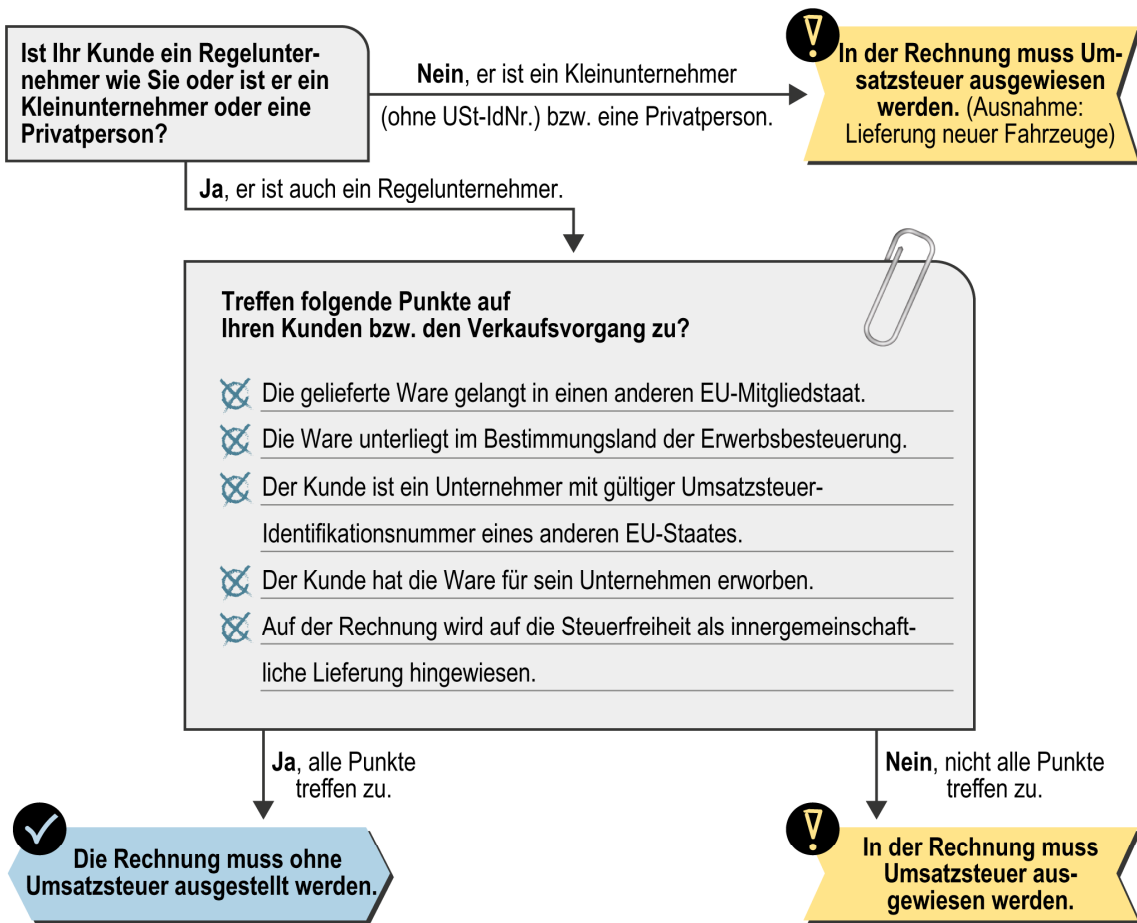 Ist Ihr Kunde ein Regelunter-
nehmer wie Sie oder ist er ein
Kleinunternehmer oder eine
Privatperson?
Nein, er ist ein Kleinunternehmer
(ohne USt-IdNr.) bzw. eine Privatperson.
In der Rechnung muss Um-
satzsteuer ausgewiesen
werden. (Ausnahme:
Lieferung neuer Fahrzeuge)
Ja, er ist auch ein Regelunternehmer.
Treffen folgende Punkte auf
Ihren Kunden bzw. den Verkaufsvorgang zu?
Die gelieferte Ware gelangt in einen anderen EU-Mitgliedstaat.
Die Ware unterliegt im Bestimmungsland der Erwerbsbesteuerung.
Der Kunde ist ein Unternehmer mit gültiger Umsatzsteuer-
Identifikationsnummer eines anderen EU-Staates.
Der Kunde hat die Ware für sein Unternehmen erworben.
Auf der Rechnung wird auf die Steuerfreiheit als innergemeinschaft-
liche Lieferung hingewiesen.
Ja, alle Punkte
treffen zu.
Nein, nicht alle Punkte
treffen zu.
Die Rechnung muss ohne
Umsatzsteuer ausgestellt werden.
In der Rechnung muss
Umsatzsteuer aus-
gewiesen werden.